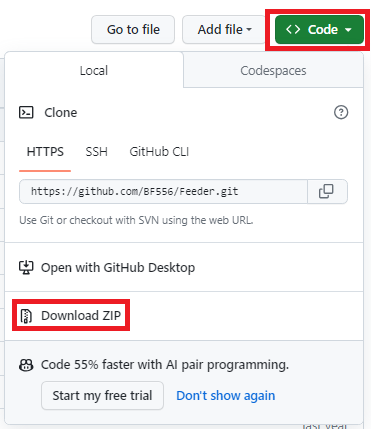 Go to file Add file Code
Local Codespaces
Clone
HTTPS SSH GitHub CLI
https://github.com/BF556/Feeder.git
Use Git or checkout with SVN using the web URL.
Open with GitHub Desktop
Download ZIP
Code 55% faster with AI pair programming.
Start my free trial Don't show again
last year